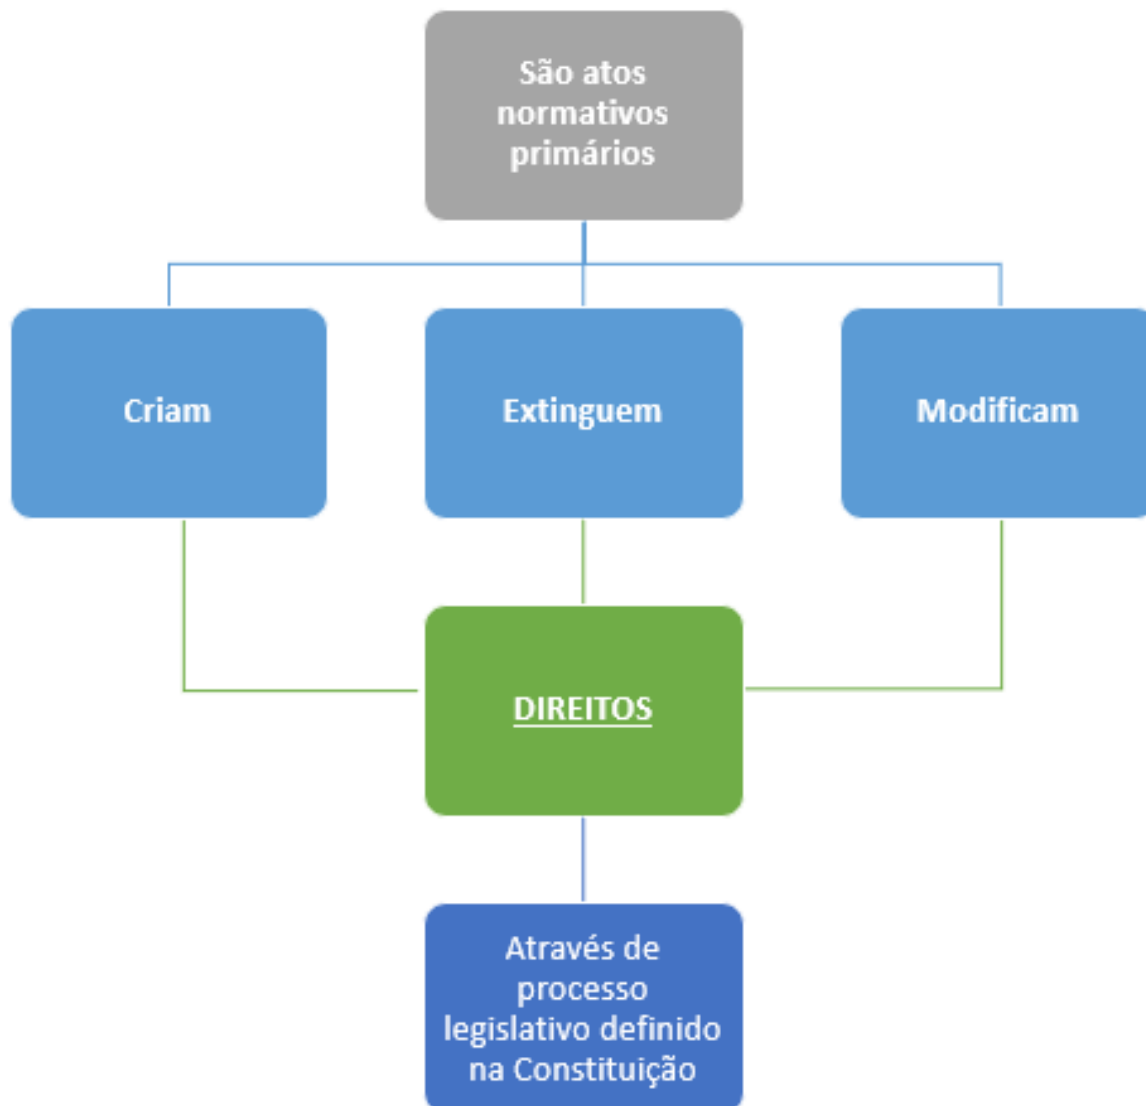 São atos
normativos
primários
Criam
Extinguem
Modificam
DIREITOS
Através de
processo
legislativo definido
na Constituição